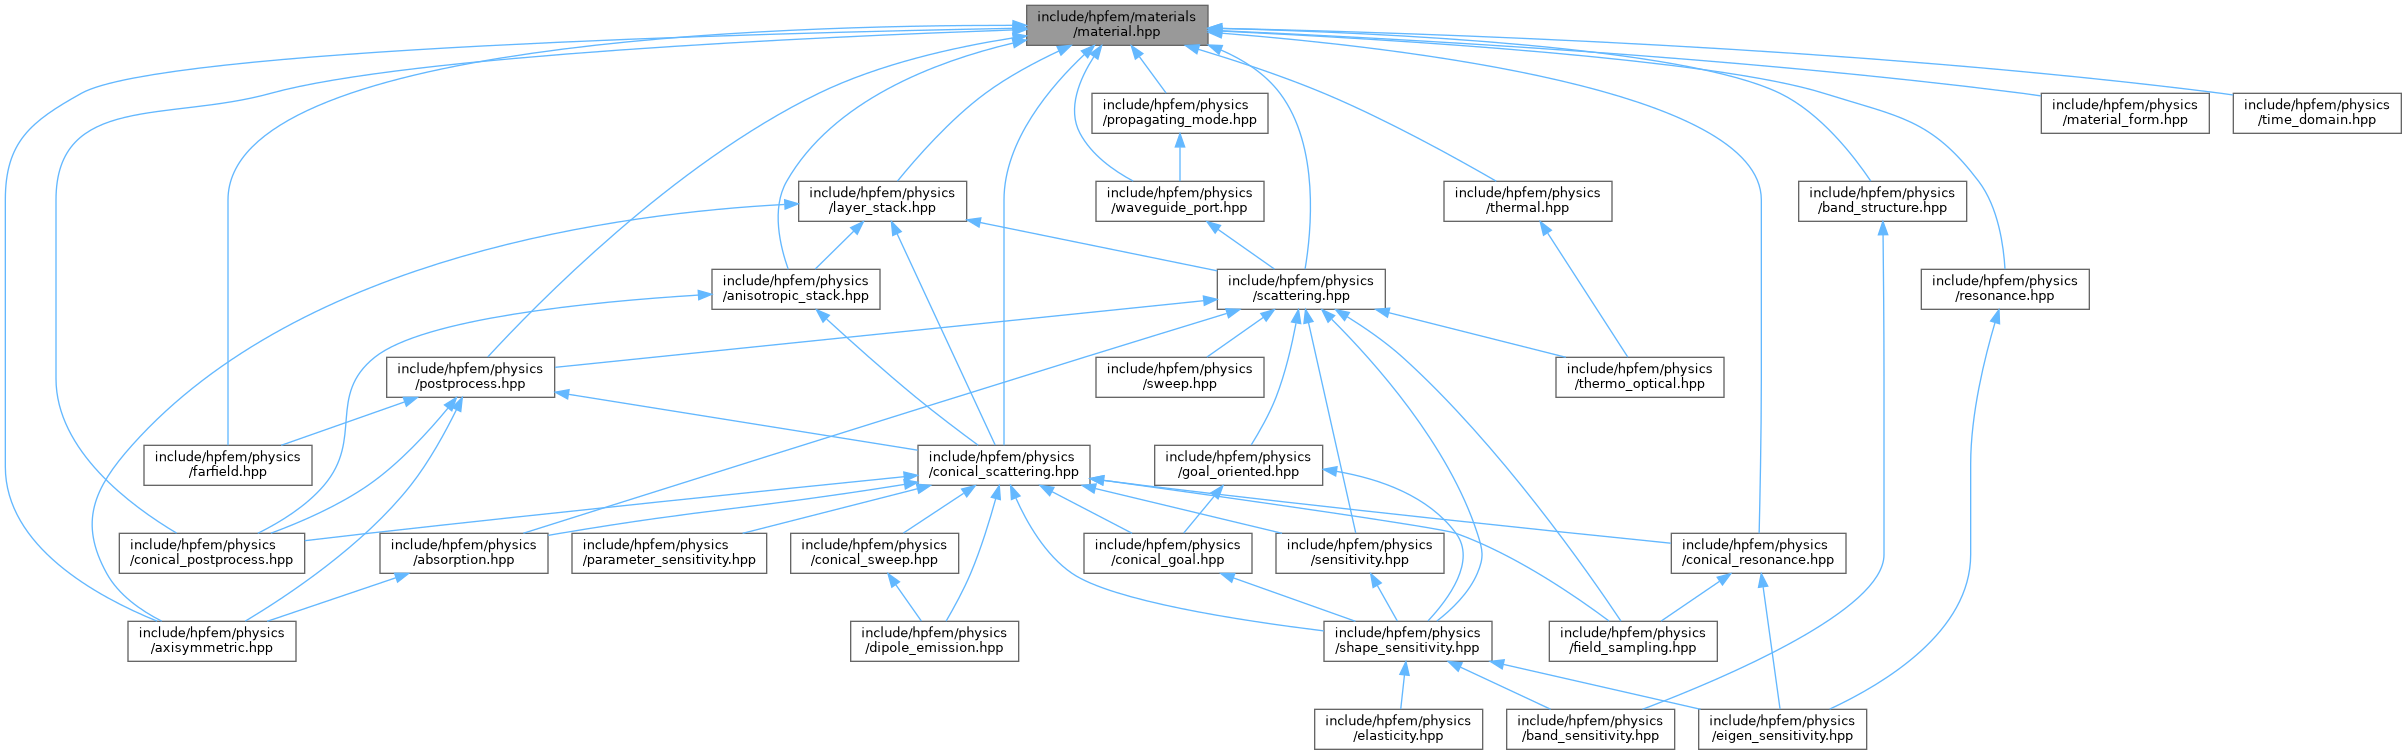 include/hpfem/materials
/material.hpp
include/hpfem/physics
/propagating_mode.hpp
include/hpfem/physics
/material_form.hpp
include/hpfem/physics
/time_domain.hpp
include/hpfem/physics
/layer_stack.hpp
include/hpfem/physics
/waveguide_port.hpp
include/hpfem/physics
/thermal.hpp
include/hpfem/physics
/band_structure.hpp
include/hpfem/physics
/anisotropic_stack.hpp
include/hpfem/physics
/scattering.hpp
include/hpfem/physics
/resonance.hpp
include/hpfem/physics
/postprocess.hpp
include/hpfem/physics
/sweep.hpp
include/hpfem/physics
/thermo_optical.hpp
include/hpfem/physics
/farfield.hpp
include/hpfem/physics
/conical_scattering.hpp
include/hpfem/physics
/goal_oriented.hpp
include/hpfem/physics
/conical_postprocess.hpp
include/hpfem/physics
/absorption.hpp
include/hpfem/physics
/parameter_sensitivity.hpp
include/hpfem/physics
/conical_sweep.hpp
include/hpfem/physics
/conical_goal.hpp
include/hpfem/physics
/sensitivity.hpp
include/hpfem/physics
/conical_resonance.hpp
include/hpfem/physics
/axisymmetric.hpp
include/hpfem/physics
/dipole_emission.hpp
include/hpfem/physics
/shape_sensitivity.hpp
include/hpfem/physics
/field_sampling.hpp
include/hpfem/physics
/elasticity.hpp
include/hpfem/physics
/band_sensitivity.hpp
include/hpfem/physics
/eigen_sensitivity.hpp